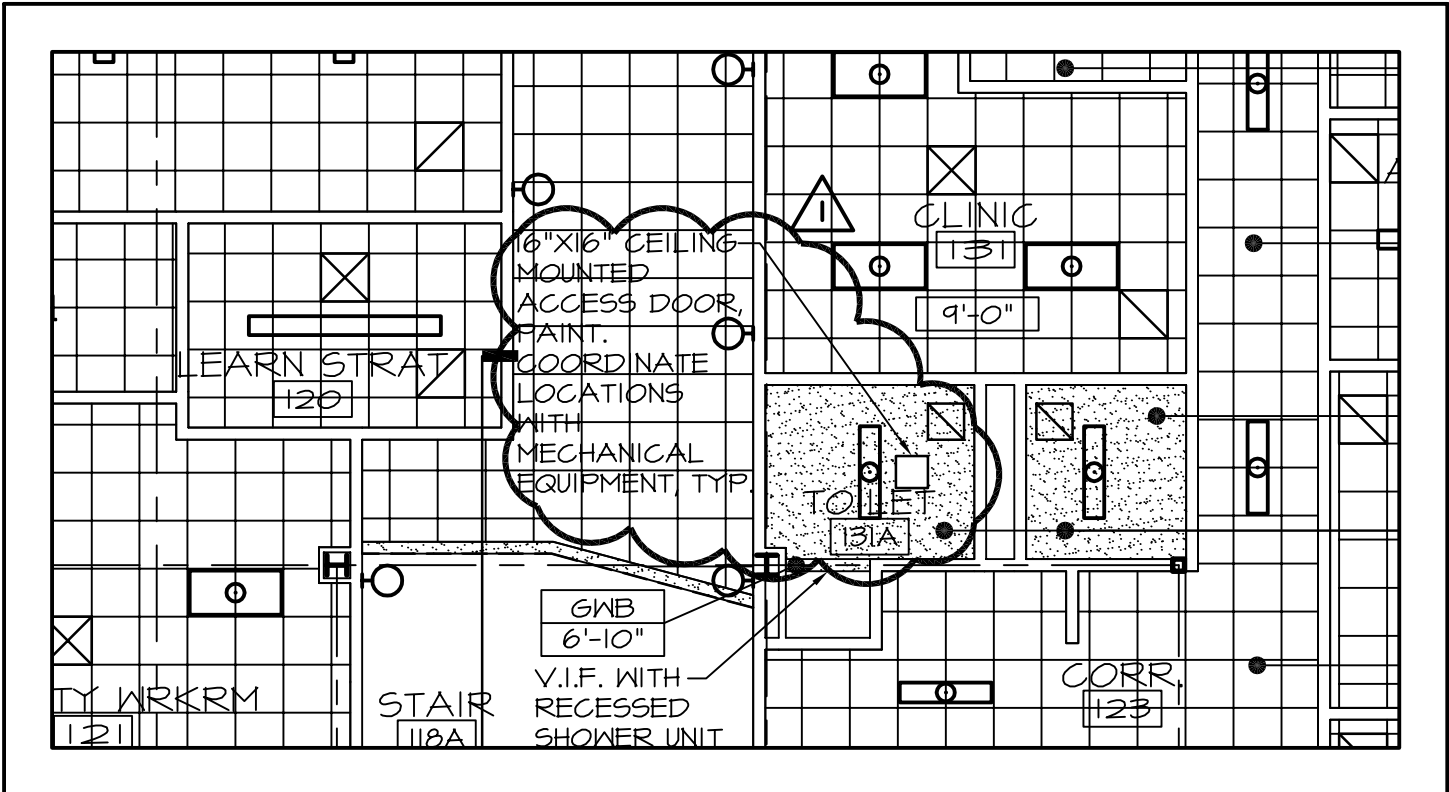 1
16"X16" CEILING
MOUNTED
ACCESS DOOR,
PAINT.
COORDINATE
LOCATIONS
WITH
MECHANICAL
EQUIPMENT, TYP.
CLINIC
131
9'-0"
LEARN STRAT
120
TOILET
131A
GWB
6'-10"
V.I.F. WITH
RECESSED
SHOWER UNIT
TY WRKRM
121
STAIR
118A
CORR.
123